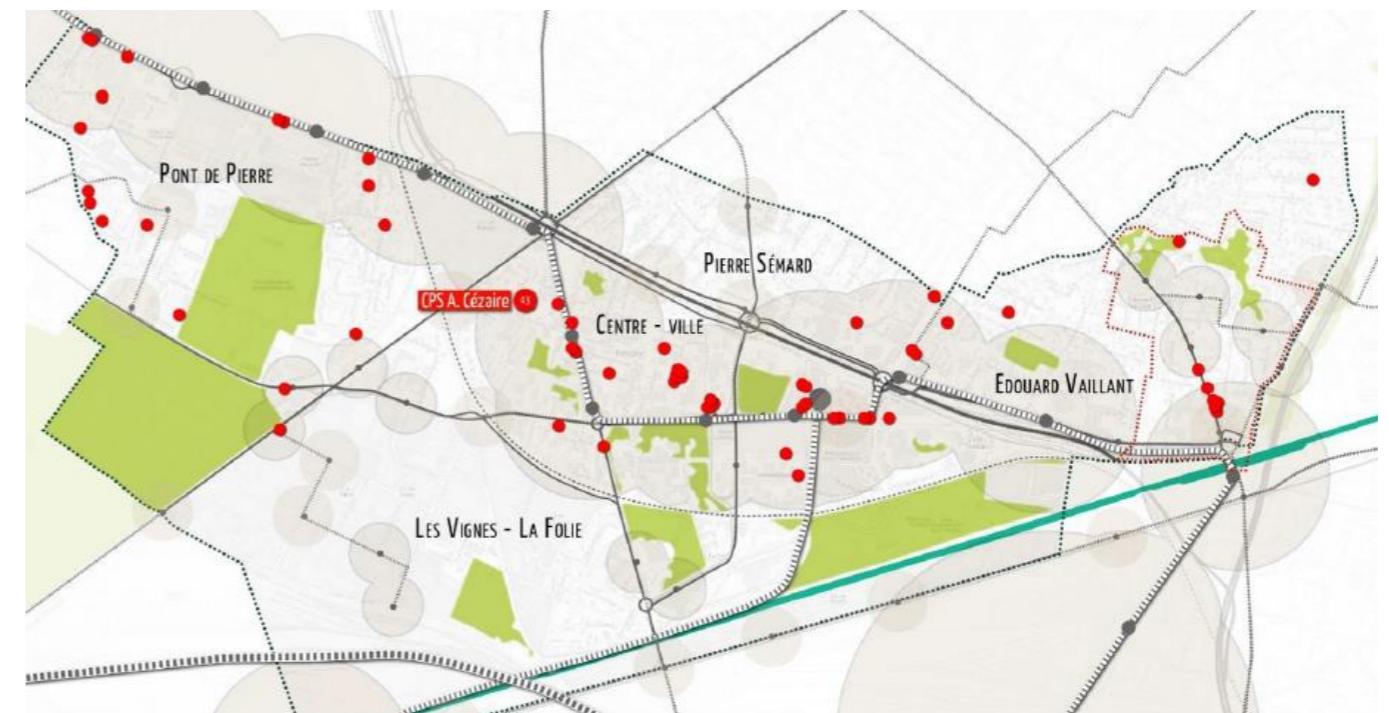 PONT DE PIERRE
PIERRE SÉMARD
CPS A. Cézaire 43
CENTRE - VILLE
EDOUARD VAILLANT
LES VIGNES - LA FOLIE